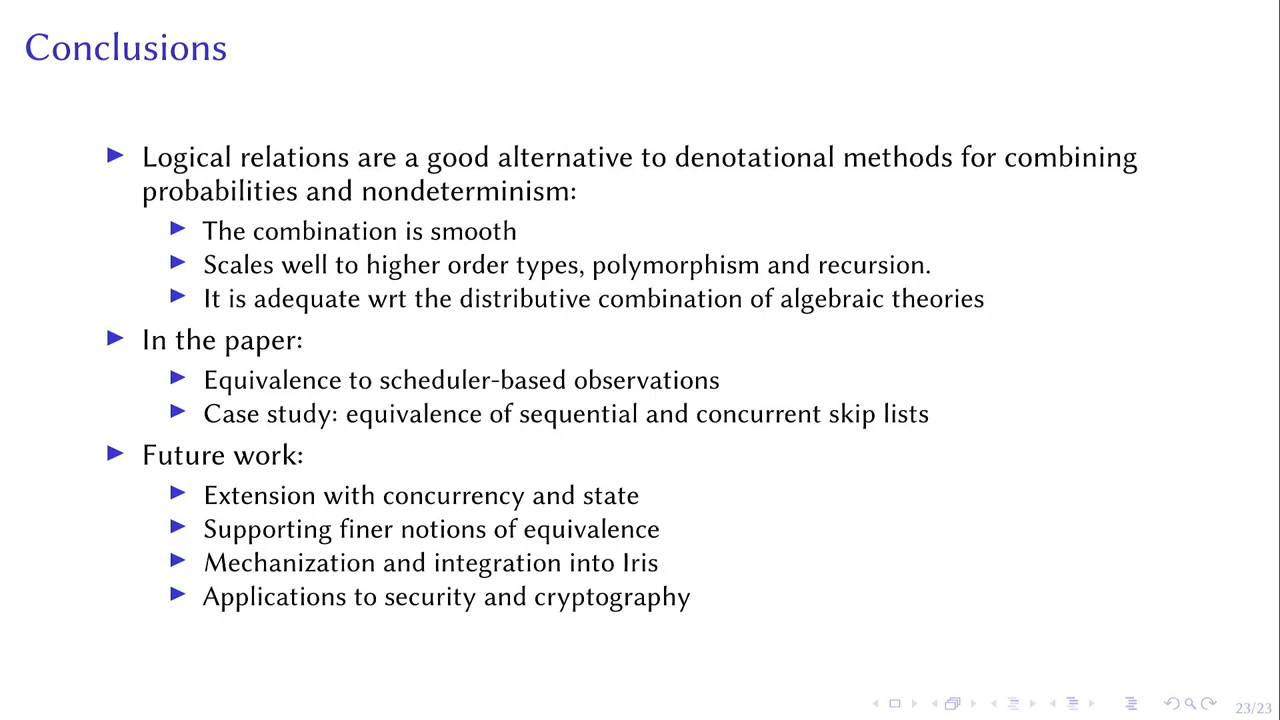 Conclusions
Logical relations are a good alternative to denotational methods for combining
probabilities and nondeterminism:
The combination is smooth
Scales well to higher order types, polymorphism and recursion.
It is adequate wrt the distributive combination of algebraic theories
In the paper:
Equivalence to scheduler-based observations
Case study: equivalence of sequential and concurrent skip lists
Future work:
Extension with concurrency and state
Supporting finer notions of equivalence
Mechanization and integration into Iris
Applications to security and cryptography
23/23